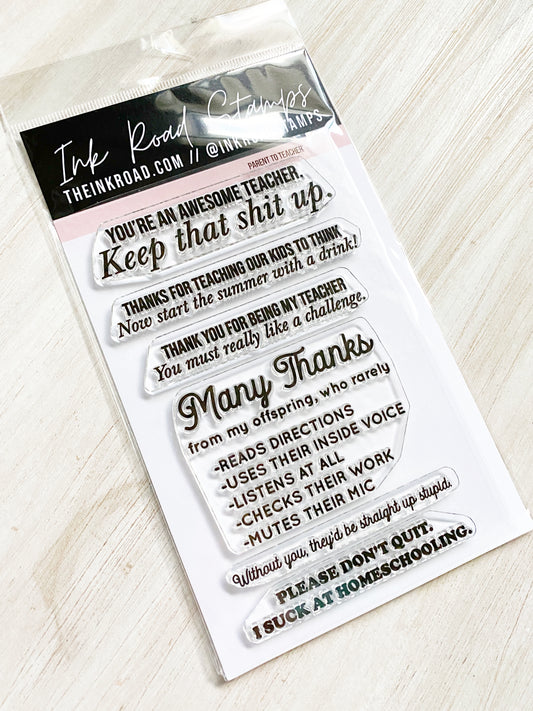 Ink Road Stamps
THEINKROAD.COM // @INKROADSTAMPS
PARENT TO TEACHER
YOU'RE AN AWESOME TEACHER.
Keep that shit up.
THANKS FOR TEACHING OUR KIDS TO THINK
Now start the summer with a drink!
THANK YOU FOR BEING MY TEACHER
You must really like a challenge.
Many Thanks
from my offspring, who rarely
-READS DIRECTIONS
-USES THEIR INSIDE VOICE
-LISTENS AT ALL
-CHECKS THEIR WORK
-MUTES THEIR MIC
Without you, they'd be straight up stupid.
PLEASE DON'T QUIT.
I SUCK AT HOMESCHOOLING.